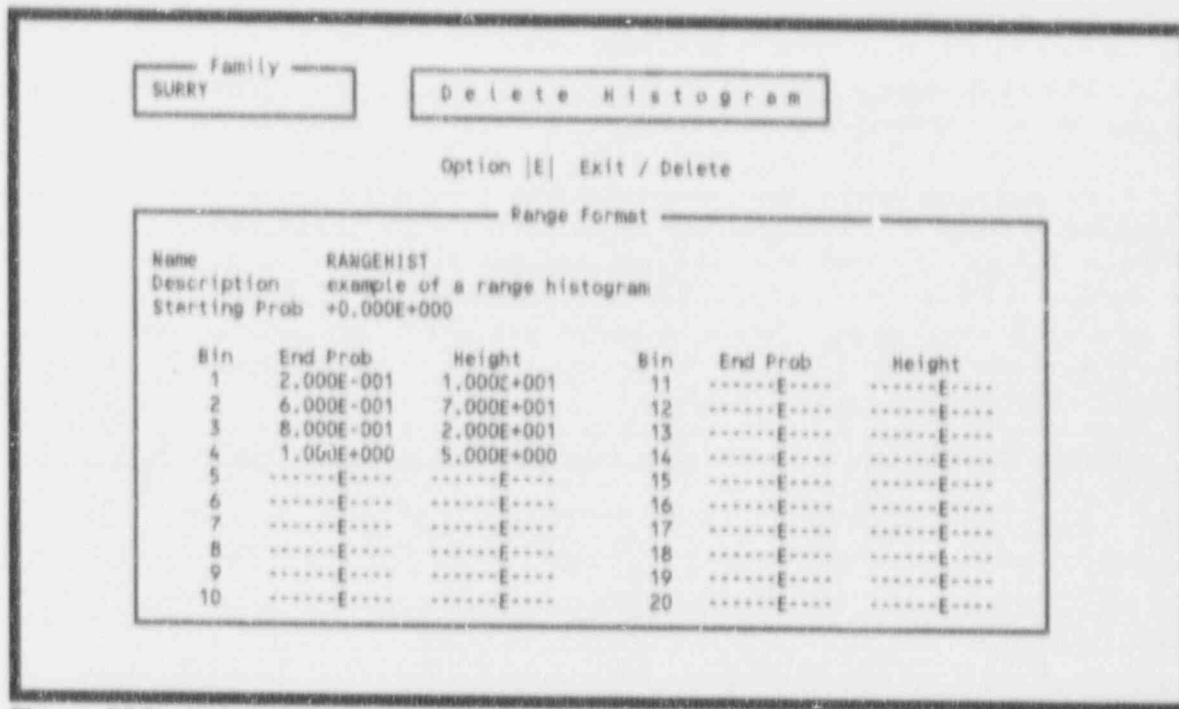 Family
SURRY
Delete Histogram
Option |E| Exit / Delete
Range Format
Name RANGEHIST
Description example of a range histogram
Starting Prob +0.000E+000
Bin End Prob Height Bin End Prob Height
1 2.000E-001 1.000E+001 11 ------E---- ------E----
2 6.000E-001 7.000E+001 12 ------E---- ------E----
3 8.000E-001 2.000E+001 13 ------E---- ------E----
4 1.000E+000 5.000E+000 14 ------E---- ------E----
5 ------E---- ------E---- 15 ------E---- ------E----
6 ------E---- ------E---- 16 ------E---- ------E----
7 ------E---- ------E---- 17 ------E---- ------E----
8 ------E---- ------E---- 18 ------E---- ------E----
9 ------E---- ------E---- 19 ------E---- ------E----
10 ------E---- ------E---- 20 ------E---- ------E----